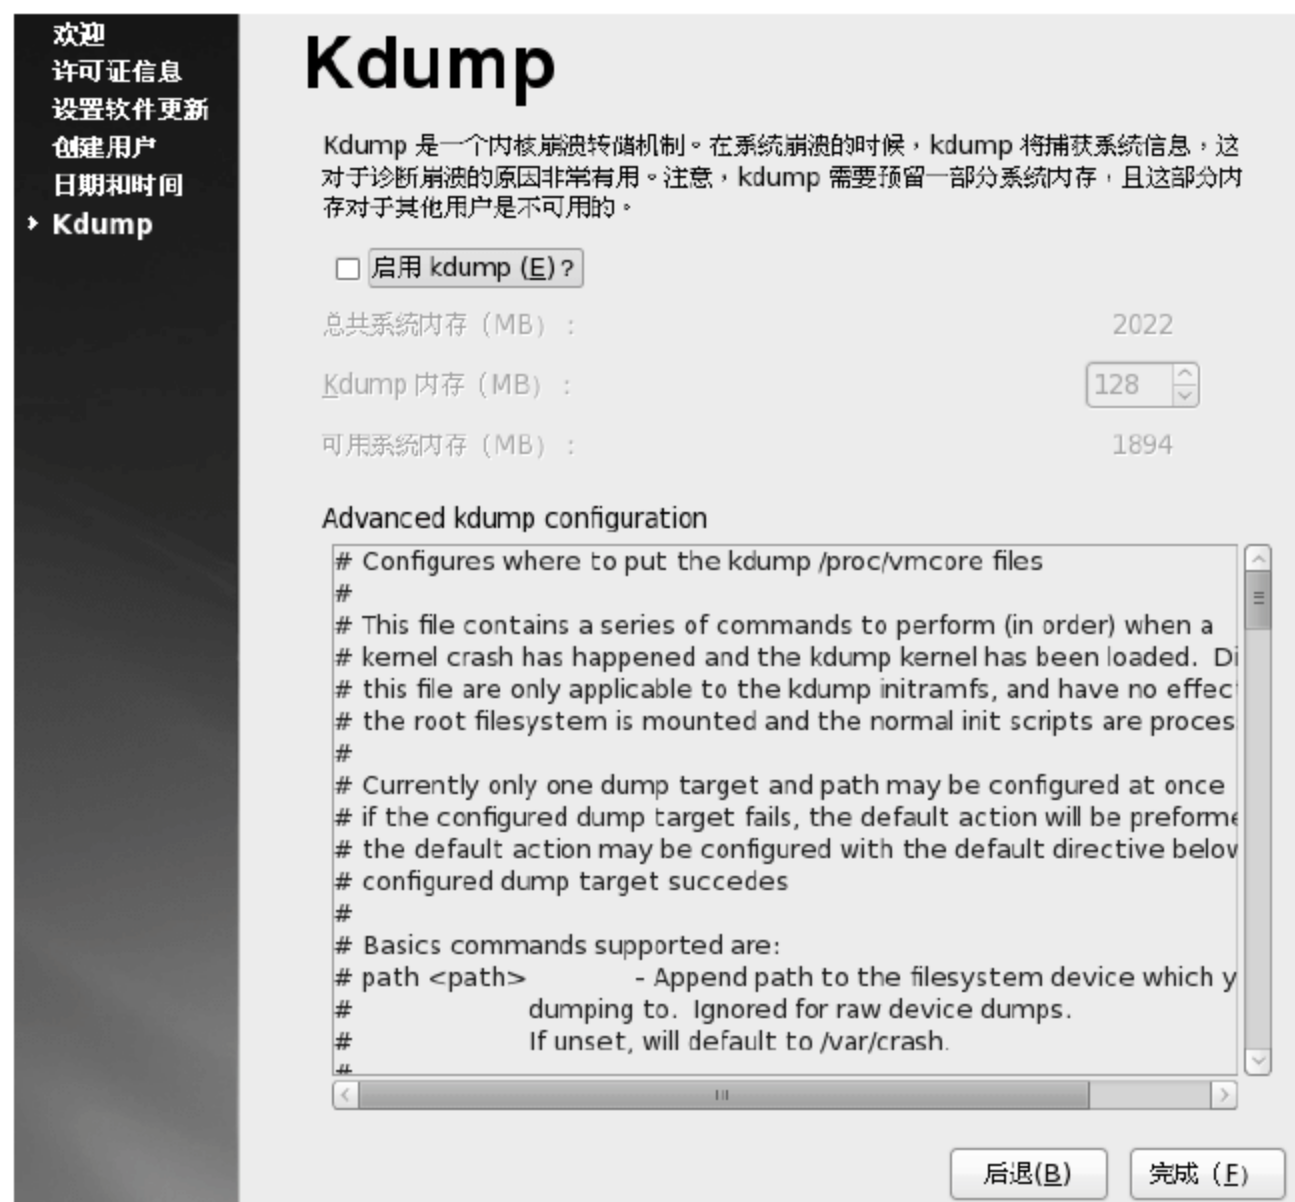 欢迎
许可证信息
设置软件更新
创建用户
日期和时间
Kdump
Kdump
Kdump 是一个内核崩溃转储机制。在系统崩溃的时候，kdump 将捕获系统信息，这
对于诊断崩溃的原因非常有用。注意，kdump 需要预留一部分系统内存，且这部分内
存对于其他用户是不可用的。
启用 kdump (E)？
总共系统内存（MB）： 2022
Kdump 内存（MB）： 128
可用系统内存（MB）： 1894
Advanced kdump configuration
# Configures where to put the kdump /proc/vmcore files
#
# This file contains a series of commands to perform (in order) when a
# kernel crash has happened and the kdump kernel has been loaded.  Di
# this file are only applicable to the kdump initramfs, and have no effec
# the root filesystem is mounted and the normal init scripts are proces
#
# Currently only one dump target and path may be configured at once
# if the configured dump target fails, the default action will be preforme
# the default action may be configured with the default directive below
# configured dump target succedes
#
# Basics commands supported are:
# path <path> - Append path to the filesystem device which y
# dumping to.  Ignored for raw device dumps.
# If unset, will default to /var/crash.
#
后退(B) 完成（F）